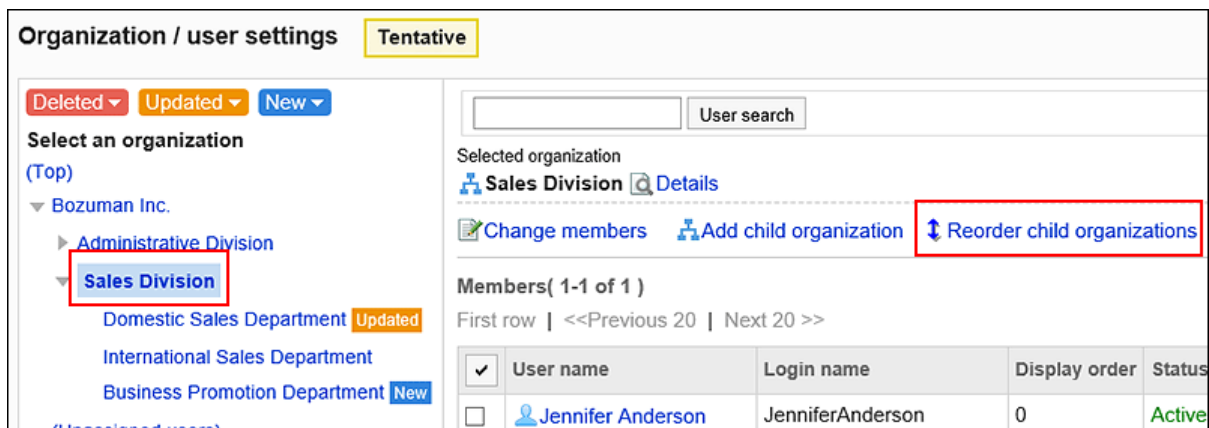 Organization / user settings Tentative
Deleted Updated New
Select an organization
(Top)
Bozuman Inc.
Administrative Division
Sales Division
Domestic Sales Department Updated
International Sales Department
Business Promotion Department New
(Unassigned users)
User search
Selected organization
Sales Division Details
Change members Add child organization Reorder child organizations
Members( 1-1 of 1 )
First row | <<Previous 20 | Next 20 >>
User name Login name Display order Status
Jennifer Anderson JenniferAnderson 0 Active